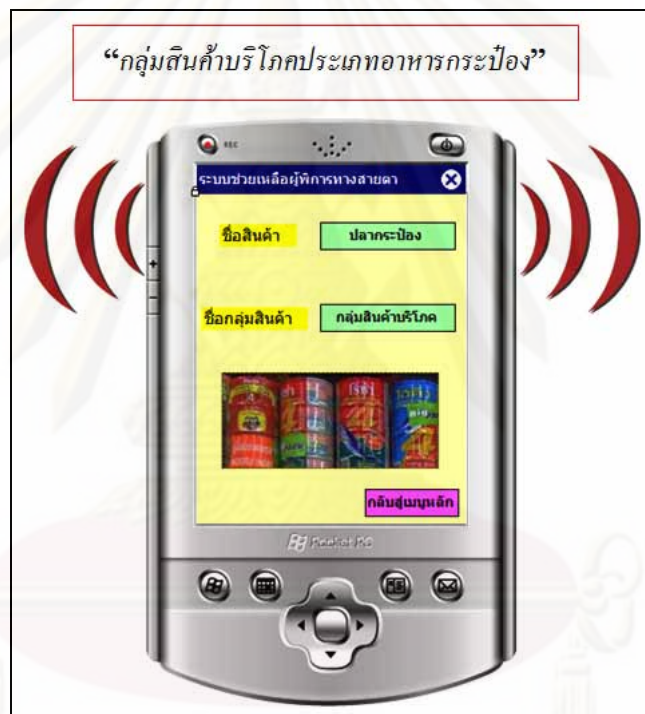 “กลุ่มสินค้าบริโภคประเภทอาหารกระป๋อง”
REC
ระบบช่วยเหลือผู้พิการทางสายตา
ชื่อสินค้า ปลากระป๋อง
+
−
ชื่อกลุ่มสินค้า กลุ่มสินค้าบริโภค
กลับสู่เมนูหลัก
Pocket PC